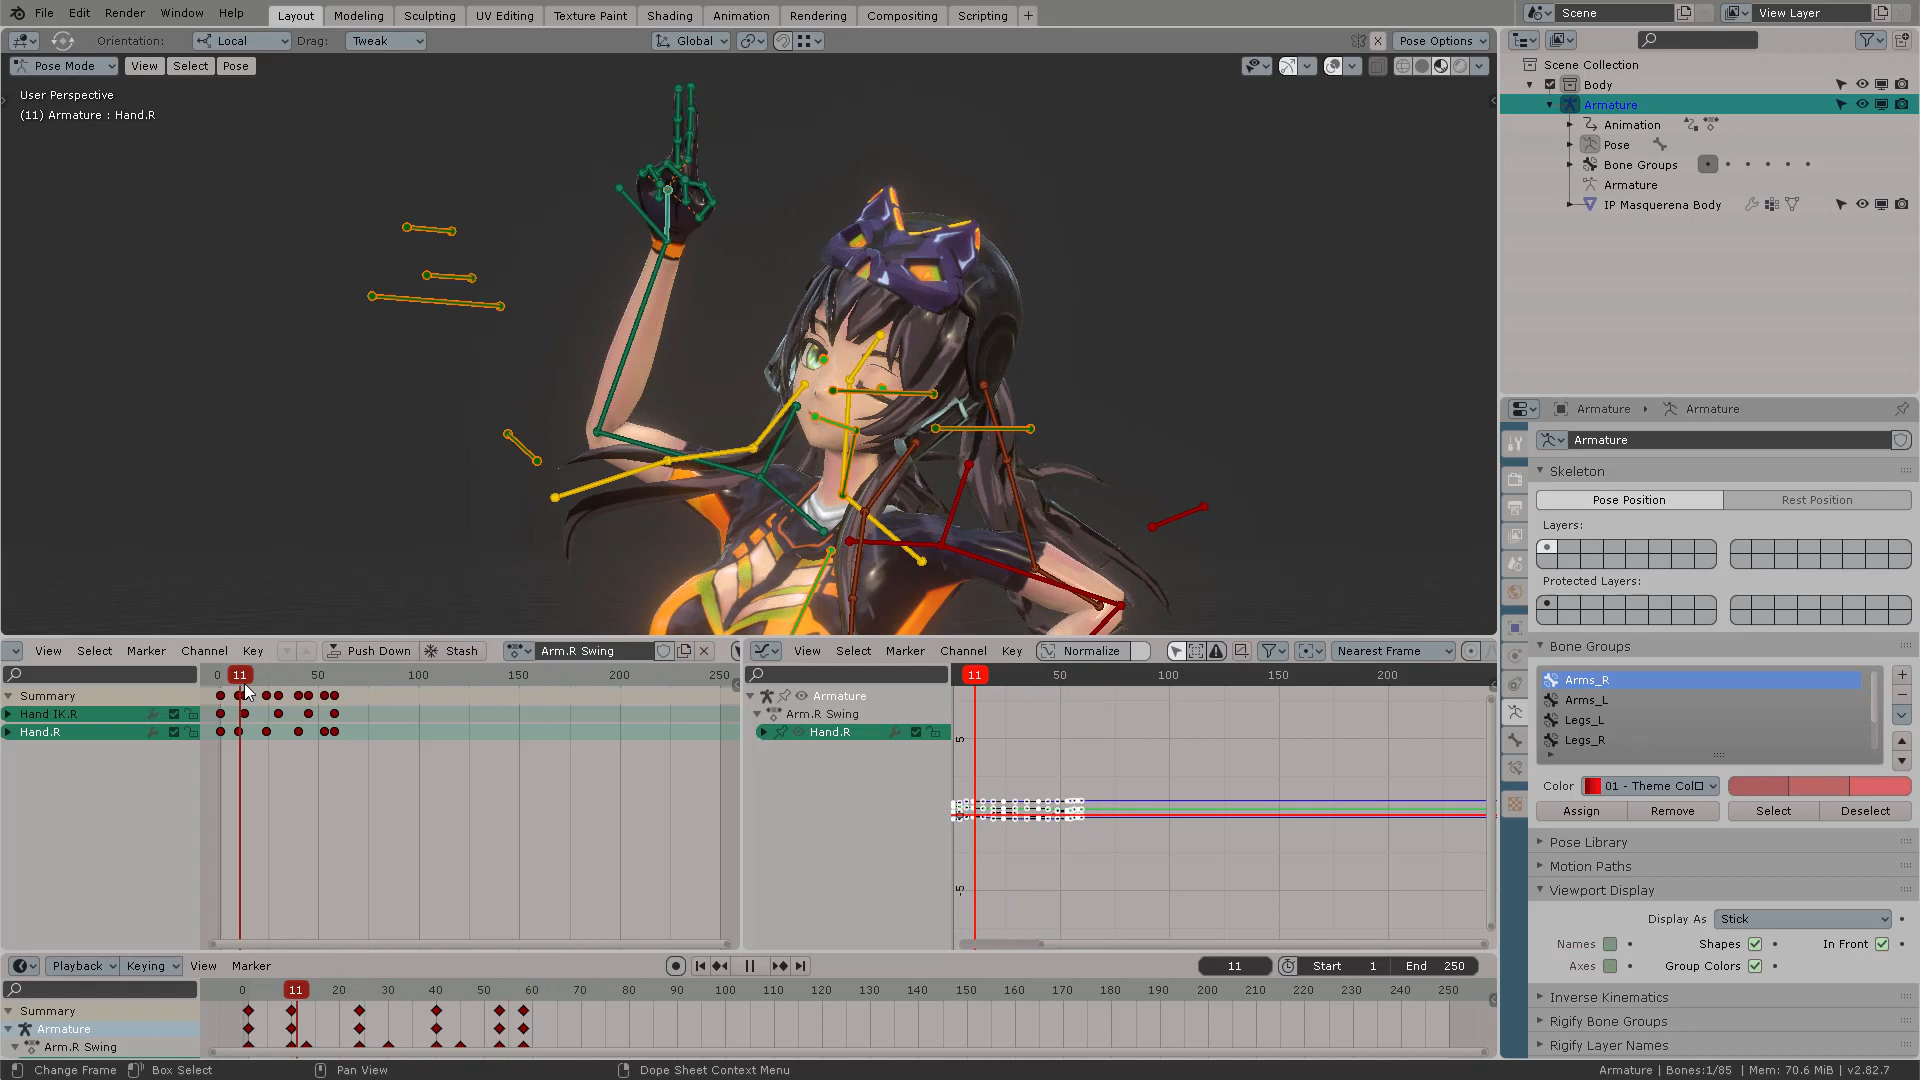 File Edit Render Window Help Layout Modeling Sculpting UV Editing Texture Paint Shading Animation Rendering Compositing Scripting + Scene View Layer
Orientation: Local Drag: Tweak Global Pose Options
Pose Mode View Select Pose
User Perspective
(11) Armature : Hand.R
Scene Collection
Body
Armature
Animation
Pose
Bone Groups
Armature
IP Masquerena Body
Armature Armature
Armature
Skeleton
Pose Position Rest Position
Layers:
Protected Layers:
Bone Groups
Arms_R
Arms_L
Legs_L
Legs_R
Color 01 - Theme Col
Assign Remove Select Deselect
Pose Library
Motion Paths
Viewport Display
Display As Stick
Names Shapes In Front
Axes Group Colors
Inverse Kinematics
Rigify Bone Groups
Rigify Layer Names
View Select Marker Channel Key Push Down Stash Arm.R Swing
0 11 50 100 150 200 250
Summary
Hand IK.R
Hand.R
View Select Marker Channel Key Normalize Nearest Frame
11 50 100 150 200
Armature
Arm.R Swing
Hand.R
5
-5
Playback Keying View Marker 11 Start 1 End 250
0 11 20 30 40 50 60 70 80 90 100 110 120 130 140 150 160 170 180 190 200 210 220 230 240 250
Summary
Armature
Arm.R Swing
Change Frame Box Select Pan View Dope Sheet Context Menu Armature | Bones:1/85 | Mem: 70.6 MiB | v2.82.7